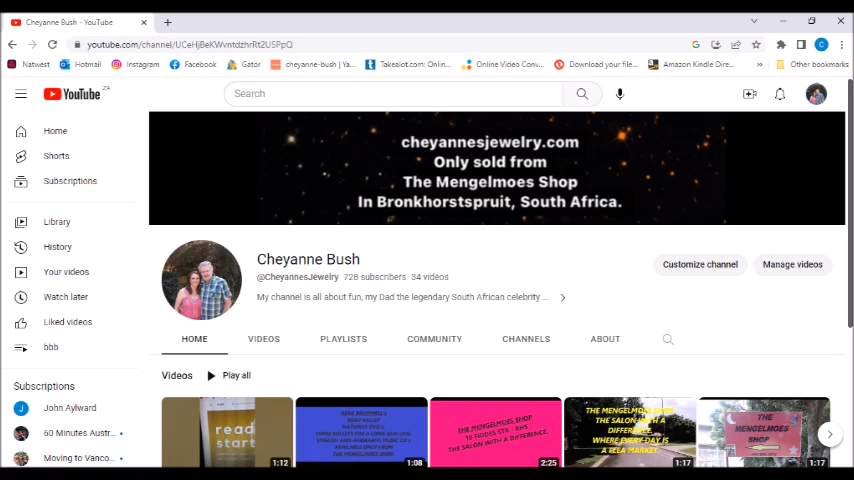 Cheyanne Bush - YouTube
youtube.com/channel/UCeHjBeKWvntdzhrRt2U5PpQ
Natwest
Hotmail
Instagram
Facebook
Gator
cheyanne-bush | Ya...
Takealot.com: Onlin...
Online Video Conv...
Download your file...
Amazon Kindle Dire...
Other bookmarks
YouTube ZA
Search
Home
Shorts
Subscriptions
Library
History
Your videos
Watch later
Liked videos
bbb
Subscriptions
John Aylward
60 Minutes Austr...
Moving to Vanco...
cheyannesjewelry.com
Only sold from
The Mengelmoes Shop
In Bronkhorstspruit, South Africa.
Cheyanne Bush
@CheyannesJewelry 728 subscribers 34 videos
My channel is all about fun, my Dad the legendary South African celebrity ...
Customize channel
Manage videos
HOME
VIDEOS
PLAYLISTS
COMMUNITY
CHANNELS
ABOUT
Videos
Play all
read
start
1:12
1:08
THE MENGELMOES SHOP
THE SALON WITH A DIFFERENCE.
2:25
THE MENGELMOES
THE SALON WITH A
DIFFERENCE.
WHERE EVERY DAY IS
A FLEA MARKET.
1:17
THE
MENGELMOES
SHOP
1:17